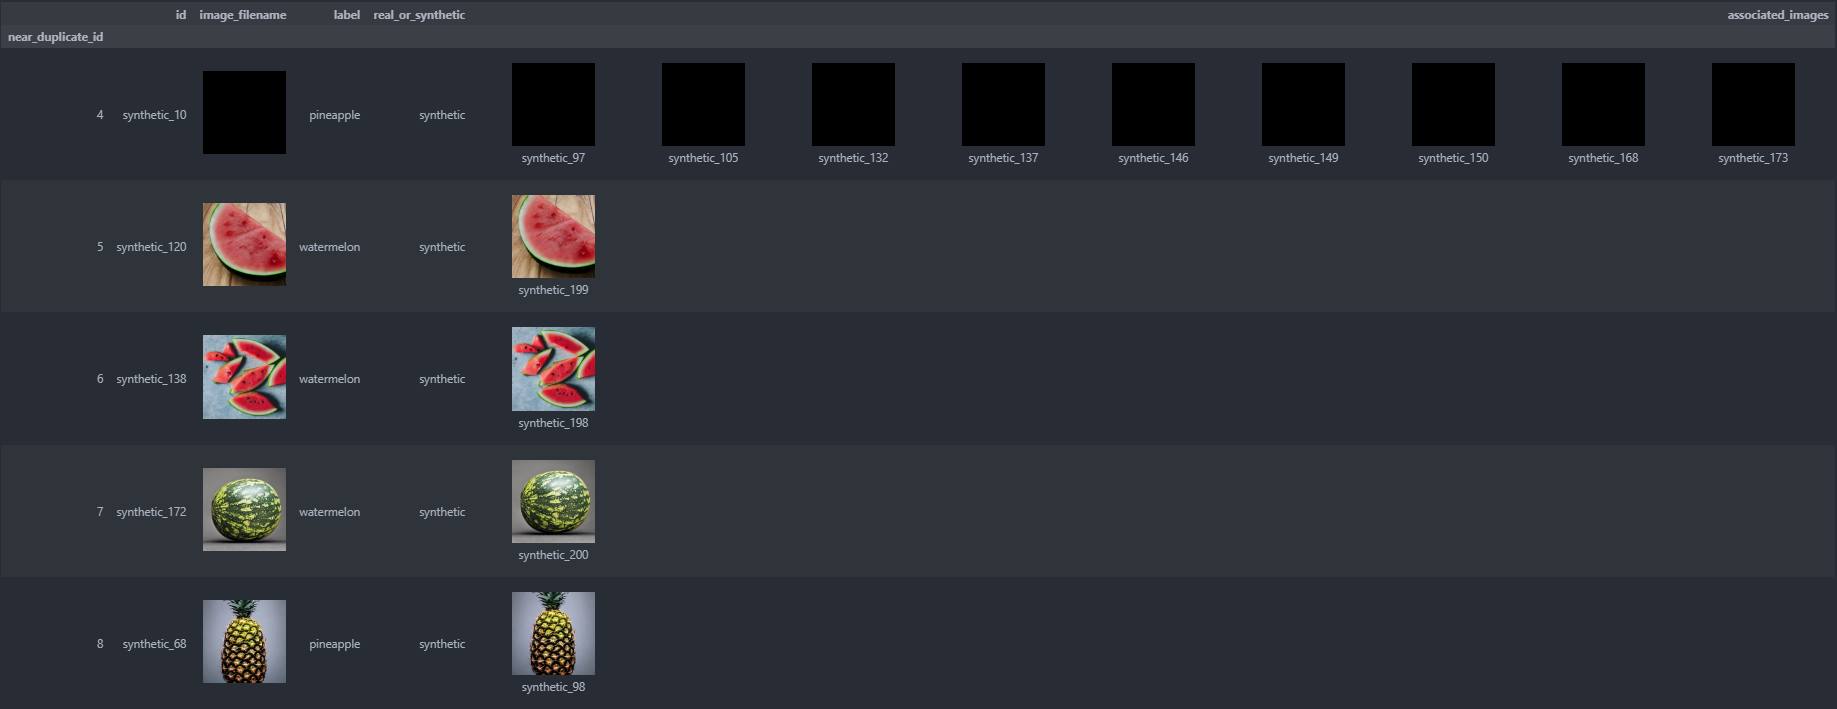 id image_filename label real_or_synthetic associated_images
near_duplicate_id
4 synthetic_10 pineapple synthetic
synthetic_97 synthetic_105 synthetic_132 synthetic_137 synthetic_146 synthetic_149 synthetic_150 synthetic_168 synthetic_173
5 synthetic_120 watermelon synthetic
synthetic_199
6 synthetic_138 watermelon synthetic
synthetic_198
7 synthetic_172 watermelon synthetic
synthetic_200
8 synthetic_68 pineapple synthetic
synthetic_98